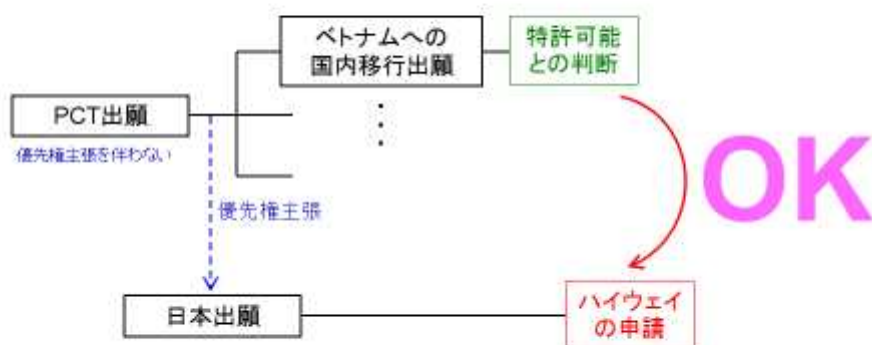 ベトナムへの
国内移行出願
特許可能
との判断
PCT出願
優先権主張を伴わない
OK
優先権主張
日本出願
ハイウェイ
の申請